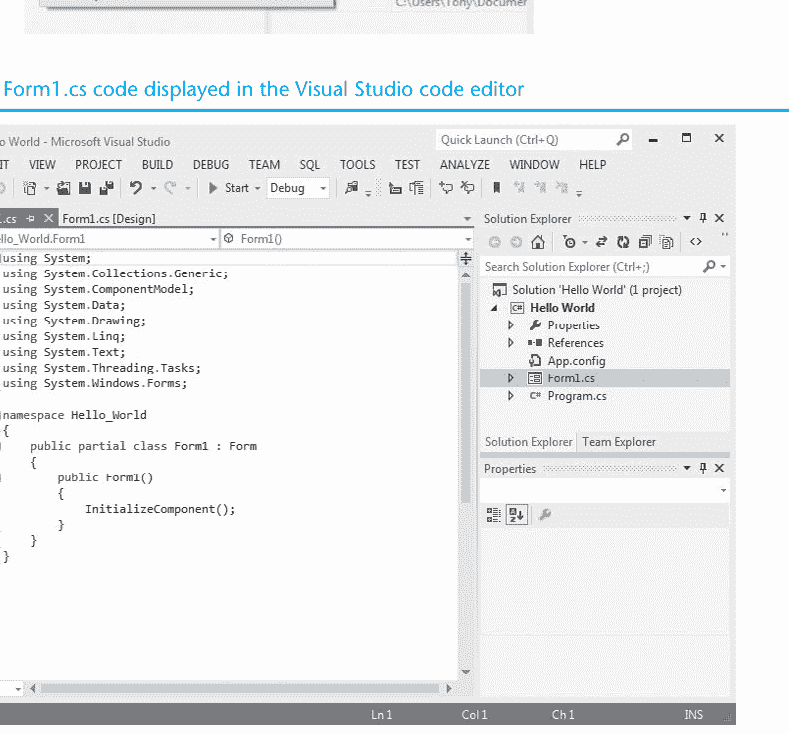 C:\Users\Tony\Documen
Form1.cs code displayed in the Visual Studio code editor
o World - Microsoft Visual Studio
Quick Launch (Ctrl+Q)
IT VIEW PROJECT BUILD DEBUG TEAM SQL TOOLS TEST ANALYZE WINDOW HELP
Start Debug
.cs Form1.cs [Design]
llo_World.Form1 Form1()
using System;
using System.Collections.Generic;
using System.ComponentModel;
using System.Data;
using System.Drawing;
using System.Linq;
using System.Text;
using System.Threading.Tasks;
using System.Windows.Forms;
namespace Hello_World
{
public partial class Form1 : Form
{
public Form1()
{
InitializeComponent();
}
}
}
Solution Explorer
Search Solution Explorer (Ctrl+;)
Solution 'Hello World' (1 project)
C# Hello World
Properties
References
App.config
Form1.cs
C# Program.cs
Solution Explorer Team Explorer
Properties
Ln 1 Col 1 Ch 1 INS